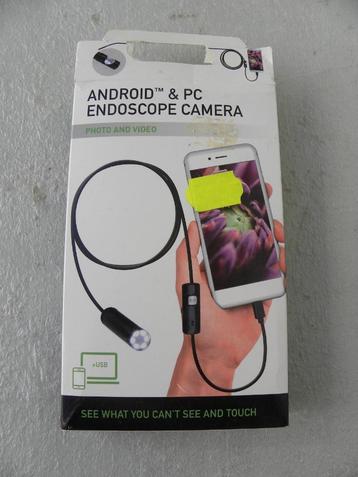 ANDROID™ & PC
ENDOSCOPE CAMERA
PHOTO AND VIDEO
+USB
SEE WHAT YOU CAN'T SEE AND TOUCH